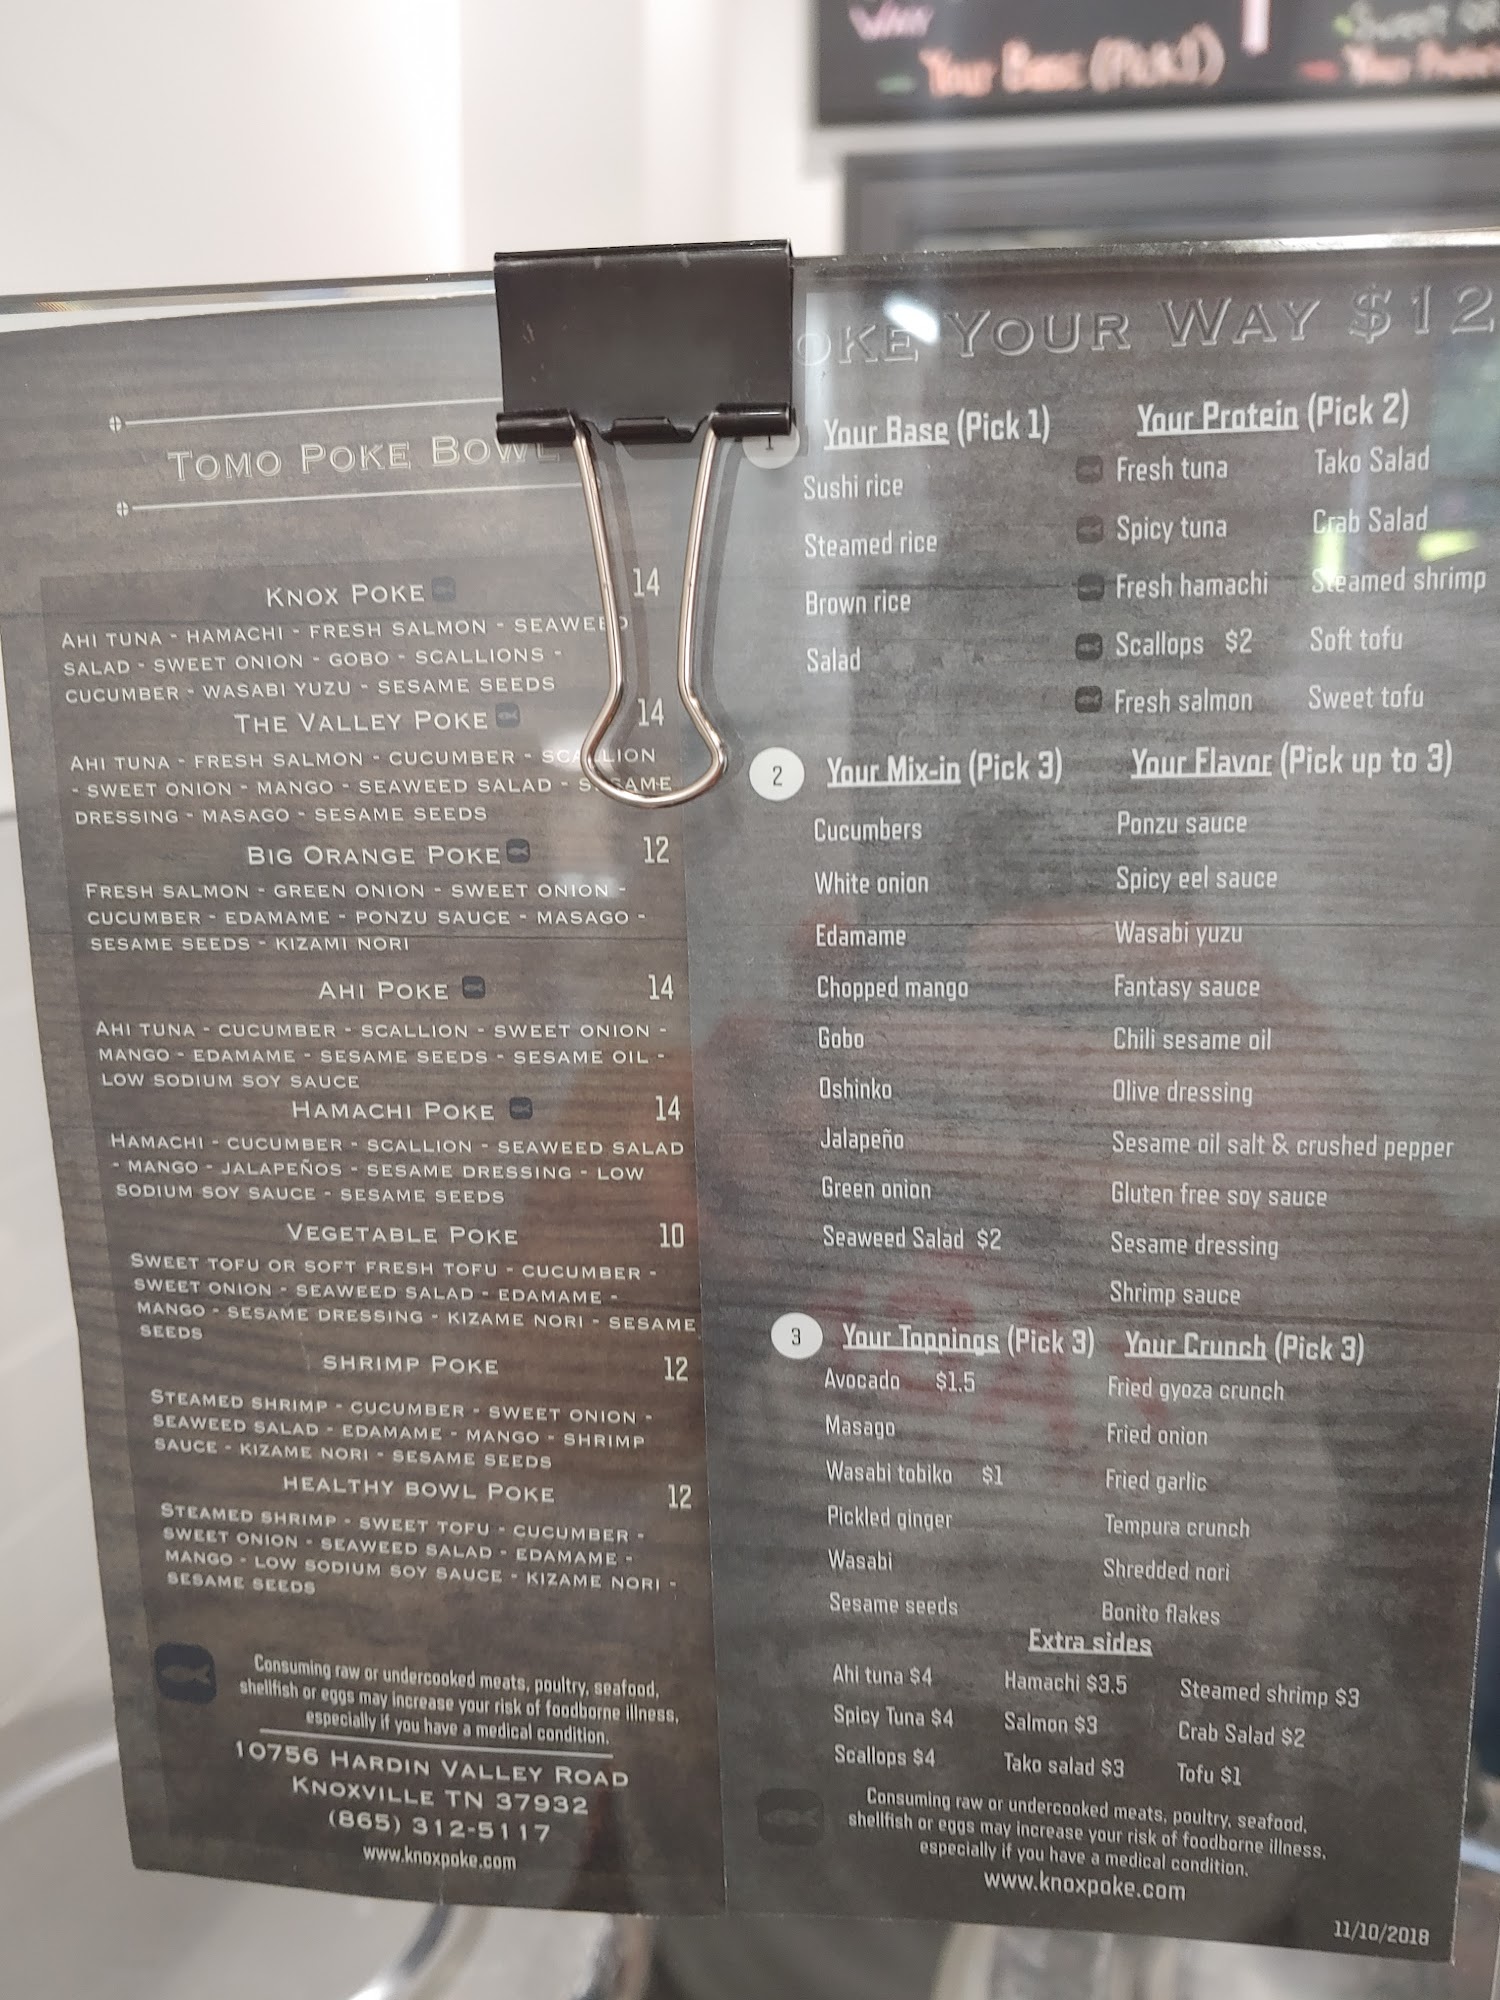 Way
Your Base (Pick1)
Sweet
Your Protein
Tomo Poke Bowl
Knox Poke 14
Ahi tuna - hamachi - fresh salmon - seaweed
salad - sweet onion - gobo - scallions -
cucumber - wasabi yuzu - sesame seeds
The Valley Poke 14
Ahi tuna - fresh salmon - cucumber - scallion
- sweet onion - mango - seaweed salad - sesame
dressing - masago - sesame seeds
Big Orange Poke 12
Fresh salmon - green onion - sweet onion -
cucumber - edamame - ponzu sauce - masago -
sesame seeds - kizami nori
Ahi Poke 14
Ahi tuna - cucumber - scallion - sweet onion -
mango - edamame - sesame seeds - sesame oil -
low sodium soy sauce
Hamachi Poke 14
Hamachi - cucumber - scallion - seaweed salad
- mango - jalapeños - sesame dressing - low
sodium soy sauce - sesame seeds
Vegetable Poke 10
Sweet tofu or soft fresh tofu - cucumber -
sweet onion - seaweed salad - edamame -
mango - sesame dressing - kizame nori - sesame
seeds
Shrimp Poke 12
Steamed shrimp - cucumber - sweet onion -
seaweed salad - edamame - mango - shrimp
sauce - kizame nori - sesame seeds
Healthy Bowl Poke 12
Steamed shrimp - sweet tofu - cucumber -
sweet onion - seaweed salad - edamame -
mango - low sodium soy sauce - kizame nori -
sesame seeds
Consuming raw or undercooked meats, poultry, seafood,
shellfish or eggs may increase your risk of foodborne illness,
especially if you have a medical condition.
10756 Hardin Valley Road
Knoxville TN 37932
(865) 312-5117
www.knoxpoke.com
oke Your Way $12
1 Your Base (Pick 1)
Sushi rice
Steamed rice
Brown rice
Salad
Your Protein (Pick 2)
Fresh tuna Tako Salad
Spicy tuna Crab Salad
Fresh hamachi Steamed shrimp
Scallops $2 Soft tofu
Fresh salmon Sweet tofu
2 Your Mix-in (Pick 3)
Cucumbers
White onion
Edamame
Chopped mango
Gobo
Oshinko
Jalapeño
Green onion
Seaweed Salad $2
Your Flavor (Pick up to 3)
Ponzu sauce
Spicy eel sauce
Wasabi yuzu
Fantasy sauce
Chili sesame oil
Olive dressing
Sesame oil salt & crushed pepper
Gluten free soy sauce
Sesame dressing
Shrimp sauce
3 Your Toppings (Pick 3)
Avocado $1.5
Masago
Wasabi tobiko $1
Pickled ginger
Wasabi
Sesame seeds
Your Crunch (Pick 3)
Fried gyoza crunch
Fried onion
Fried garlic
Tempura crunch
Shredded nori
Bonito flakes
Extra sides
Ahi tuna $4 Hamachi $3.5 Steamed shrimp $3
Spicy Tuna $4 Salmon $3 Crab Salad $2
Scallops $4 Tako salad $3 Tofu $1
Consuming raw or undercooked meats, poultry, seafood,
shellfish or eggs may increase your risk of foodborne illness,
especially if you have a medical condition.
www.knoxpoke.com
11/10/2018